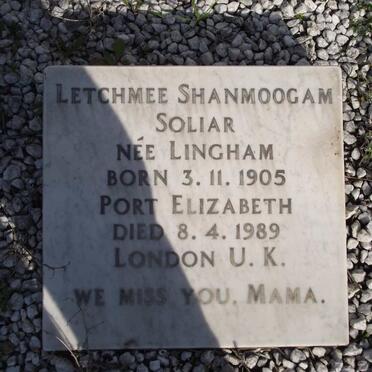 LETCHMEE SHANMOOGAM
SOLIAR
NÉE LINGHAM
BORN 3.11.1905
PORT ELIZABETH
DIED 8.4.1989
LONDON U.K.
WE MISS YOU, MAMA.